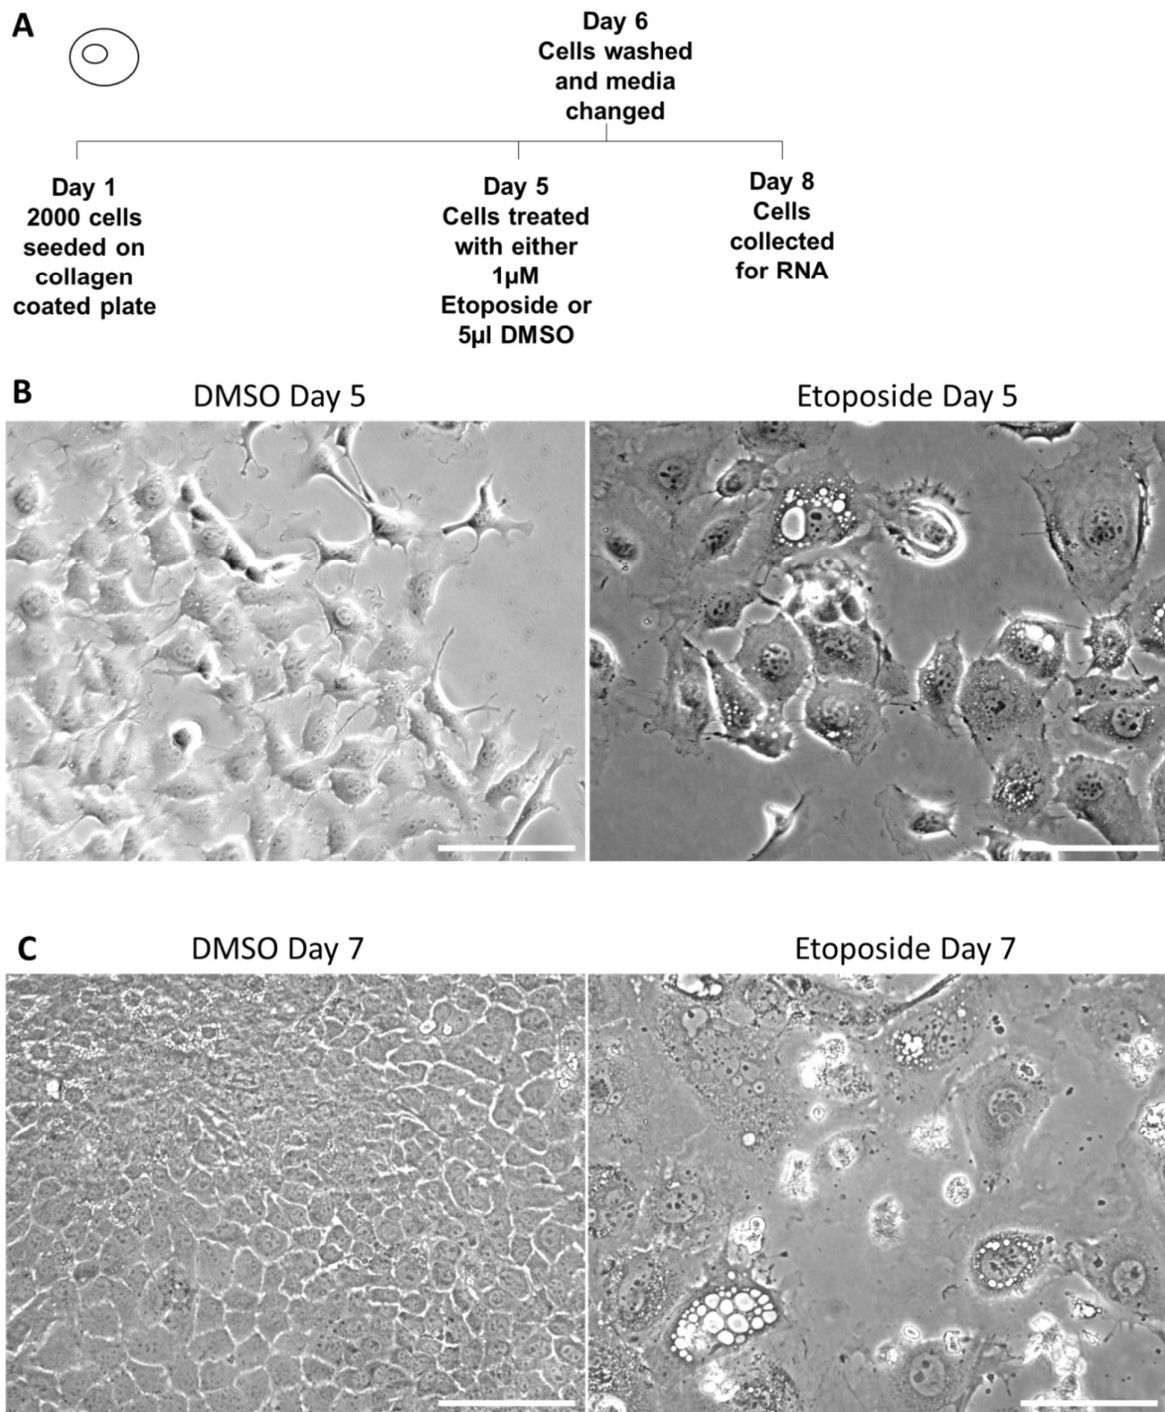 A
Day 6
Cells washed
and media
changed
Day 1
2000 cells
seeded on
collagen
coated plate
Day 5
Cells treated
with either
1µM
Etoposide or
5µl DMSO
Day 8
Cells
collected
for RNA
B
DMSO Day 5
Etoposide Day 5
C
DMSO Day 7
Etoposide Day 7